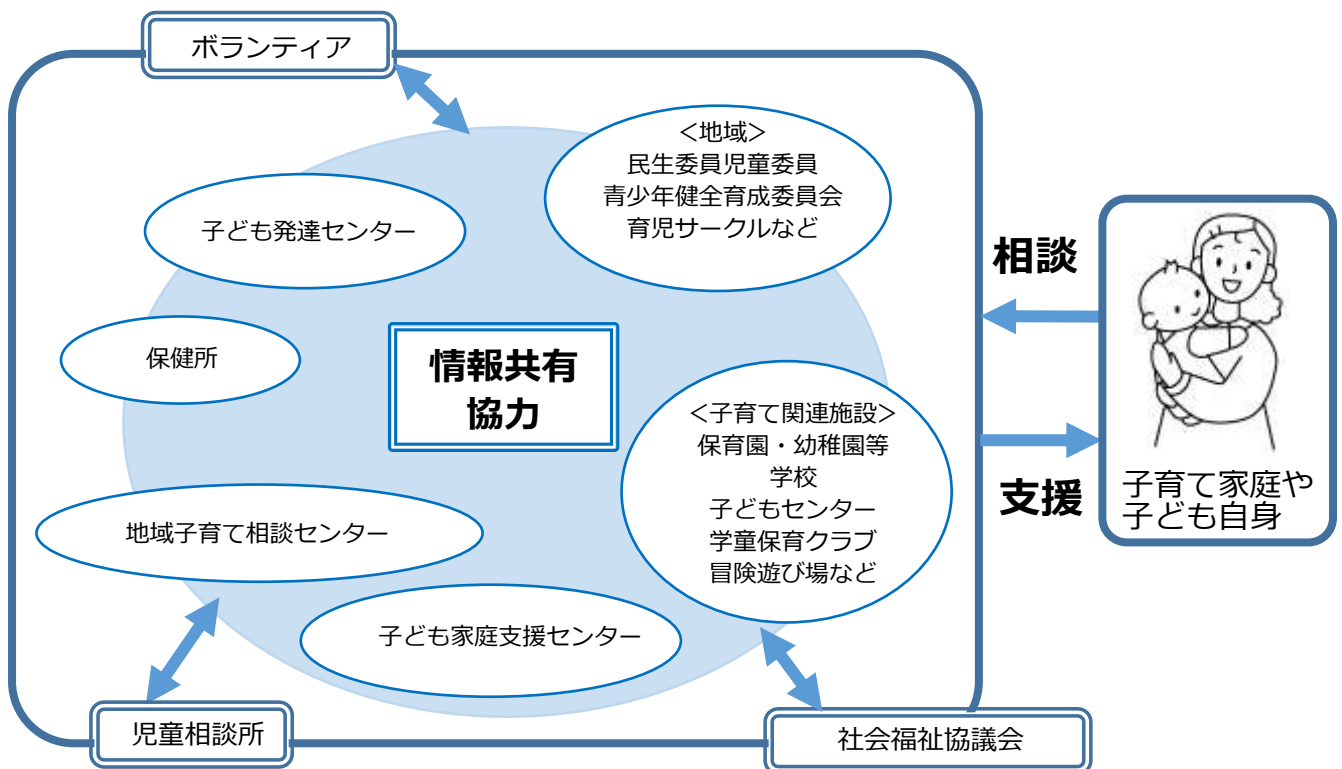 ボランティア
<地域>
民生委員児童委員
青少年健全育成委員会
育児サークルなど
子ども発達センター
相談
保健所
情報共有
協力
<子育て関連施設>
保育園・幼稚園等
学校
子どもセンター
学童保育クラブ
冒険遊び場など
支援
子育て家庭や
子ども自身
地域子育て相談センター
子ども家庭支援センター
児童相談所
社会福祉協議会